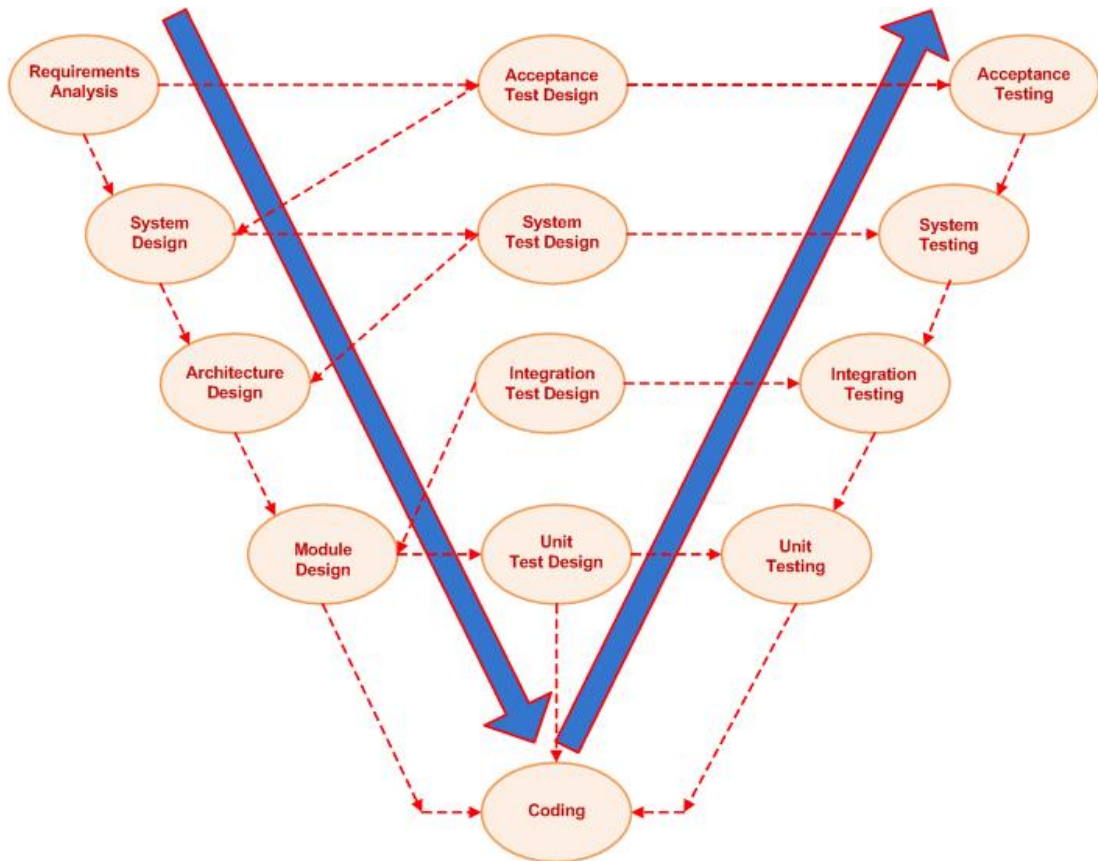 Requirements
Analysis
Acceptance
Test Design
Acceptance
Testing
System
Design
System
Test Design
System
Testing
Architecture
Design
Integration
Test Design
Integration
Testing
Module
Design
Unit
Test Design
Unit
Testing
Coding